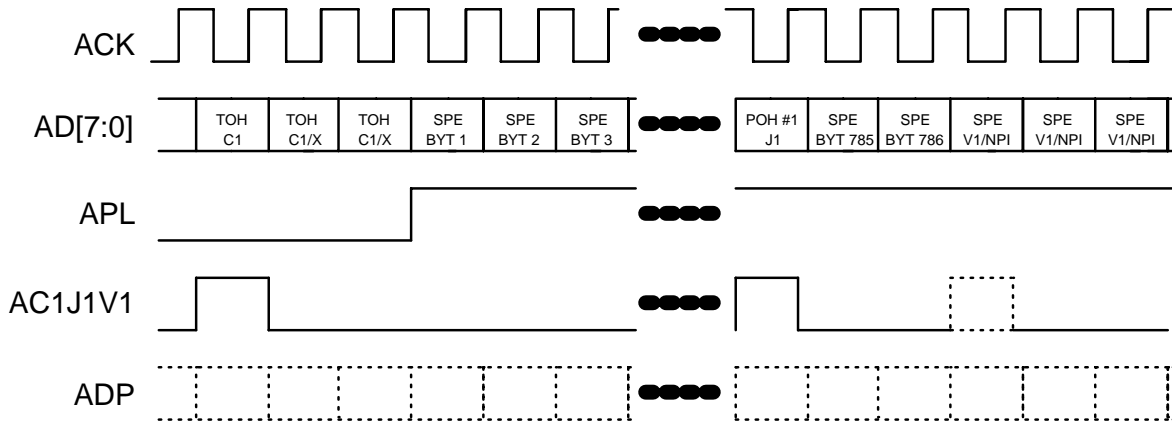 ACK
AD[7:0]
TOH
C1
TOH
C1/X
TOH
C1/X
SPE
BYT 1
SPE
BYT 2
SPE
BYT 3
POH #1
J1
SPE
BYT 785
SPE
BYT 786
SPE
V1/NPI
SPE
V1/NPI
SPE
V1/NPI
APL
AC1J1V1
ADP